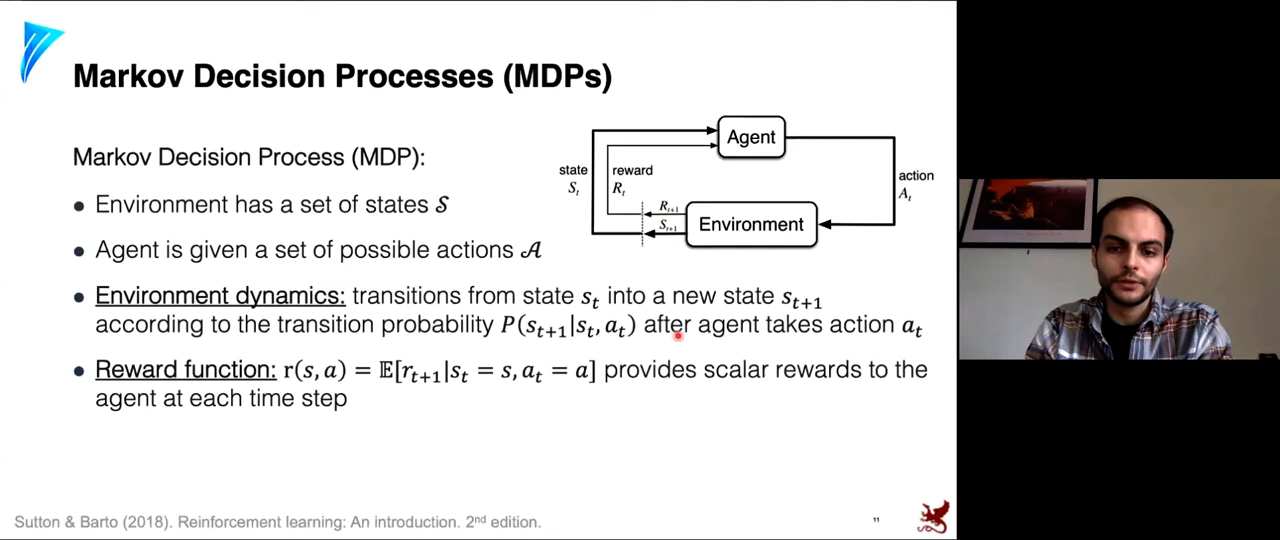 Markov Decision Processes (MDPs)
Markov Decision Process (MDP):
• Environment has a set of states 𝒮
• Agent is given a set of possible actions 𝒜
• Environment dynamics: transitions from state s_t into a new state s_{t+1}
according to the transition probability P(s_{t+1}|s_t, a_t) after agent takes action a_t
• Reward function: r(s, a) = 𝔼[r_{t+1}|s_t = s, a_t = a] provides scalar rewards to the
agent at each time step
Agent
state
S_t
reward
R_t
action
A_t
R_{t+1}
S_{t+1}
Environment
Sutton & Barto (2018). Reinforcement learning: An introduction. 2nd edition.
11